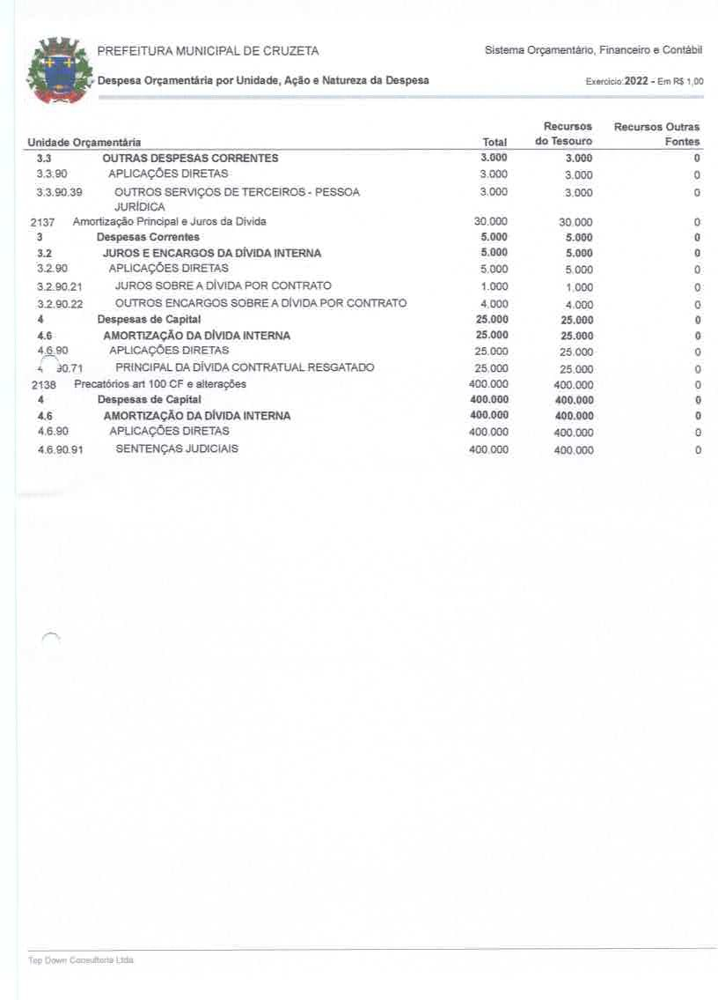 PREFEITURA MUNICIPAL DE CRUZETA Sistema Orçamentário, Financeiro e Contábil
Despesa Orçamentária por Unidade, Ação e Natureza da Despesa Exercício:2022 - Em R$ 1,00
Recursos Recursos Outras
Unidade Orçamentária Total do Tesouro Fontes
3.3 OUTRAS DESPESAS CORRENTES 3.000 3.000 0
3.3.90 APLICAÇÕES DIRETAS 3.000 3.000 0
3.3.90.39 OUTROS SERVIÇOS DE TERCEIROS - PESSOA 3.000 3.000 0
JURÍDICA
2137 Amortização Principal e Juros da Dívida 30.000 30.000 0
3 Despesas Correntes 5.000 5.000 0
3.2 JUROS E ENCARGOS DA DÍVIDA INTERNA 5.000 5.000 0
3.2.90 APLICAÇÕES DIRETAS 5.000 5.000 0
3.2.90.21 JUROS SOBRE A DÍVIDA POR CONTRATO 1.000 1.000 0
3.2.90.22 OUTROS ENCARGOS SOBRE A DÍVIDA POR CONTRATO 4.000 4.000 0
4 Despesas de Capital 25.000 25.000 0
4.6 AMORTIZAÇÃO DA DÍVIDA INTERNA 25.000 25.000 0
4.6.90 APLICAÇÕES DIRETAS 25.000 25.000 0
90.71 PRINCIPAL DA DÍVIDA CONTRATUAL RESGATADO 25.000 25.000 0
2138 Precatórios art 100 CF e alterações 400.000 400.000 0
4 Despesas de Capital 400.000 400.000 0
4.6 AMORTIZAÇÃO DA DÍVIDA INTERNA 400.000 400.000 0
4.6.90 APLICAÇÕES DIRETAS 400.000 400.000 0
4.6.90.91 SENTENÇAS JUDICIAIS 400.000 400.000 0
Top Down Consultoria Ltda